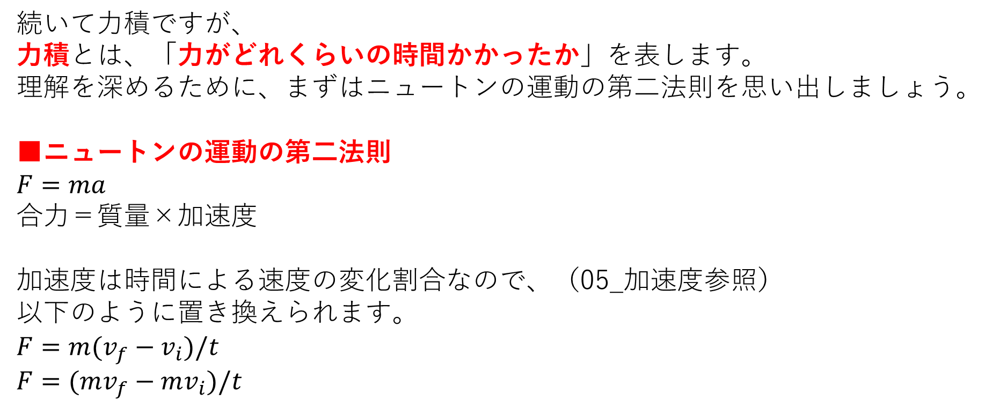 続いて力積ですが、
力積とは、「力がどれくらいの時間かかったか」を表します。
理解を深めるために、まずはニュートンの運動の第二法則を思い出しましょう。
■ニュートンの運動の第二法則
F = ma
合力＝質量×加速度
加速度は時間による速度の変化割合なので、（05_加速度参照）
以下のように置き換えられます。
F = m(v_f − v_i)/t
F = (mv_f − mv_i)/t